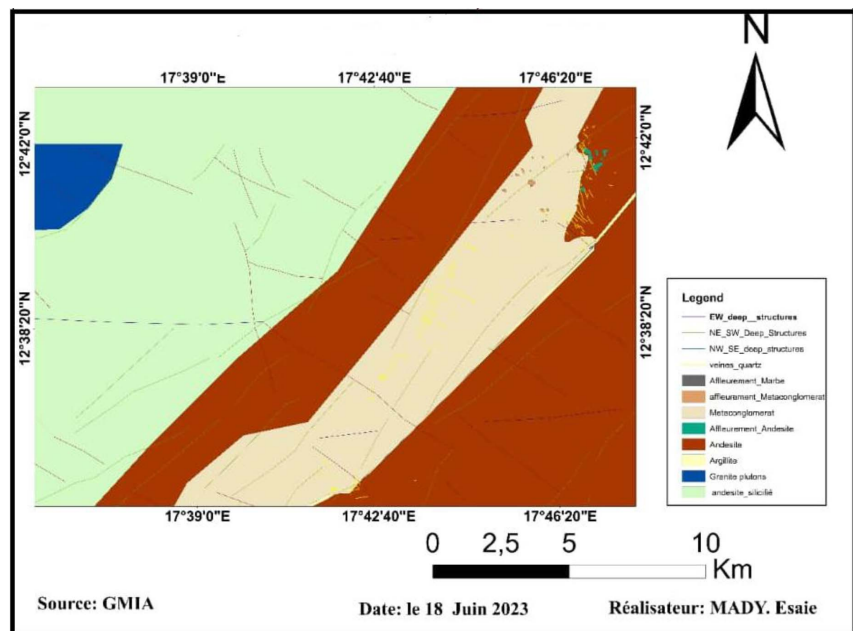 N
17°39'0"E 17°42'40"E 17°46'20"E
12°42'0"N 12°42'0"N
12°38'20"N 12°38'20"N
17°39'0"E 17°42'40"E 17°46'20"E
Legend
EW_deep__structures
NE_SW_Deep_Structures
NW_SE_deep_structures
veines_quartz
Affleurement_Marbe
affleurement_Metaconglomerat
Metaconglomerat
Affleurement_Andesite
Andesite
Argilite
Granite plutons
andesite_silicifié
0 2,5 5 10
Km
Source: GMIA Date: le 18 Juin 2023 Réalisateur: MADY. Esaie